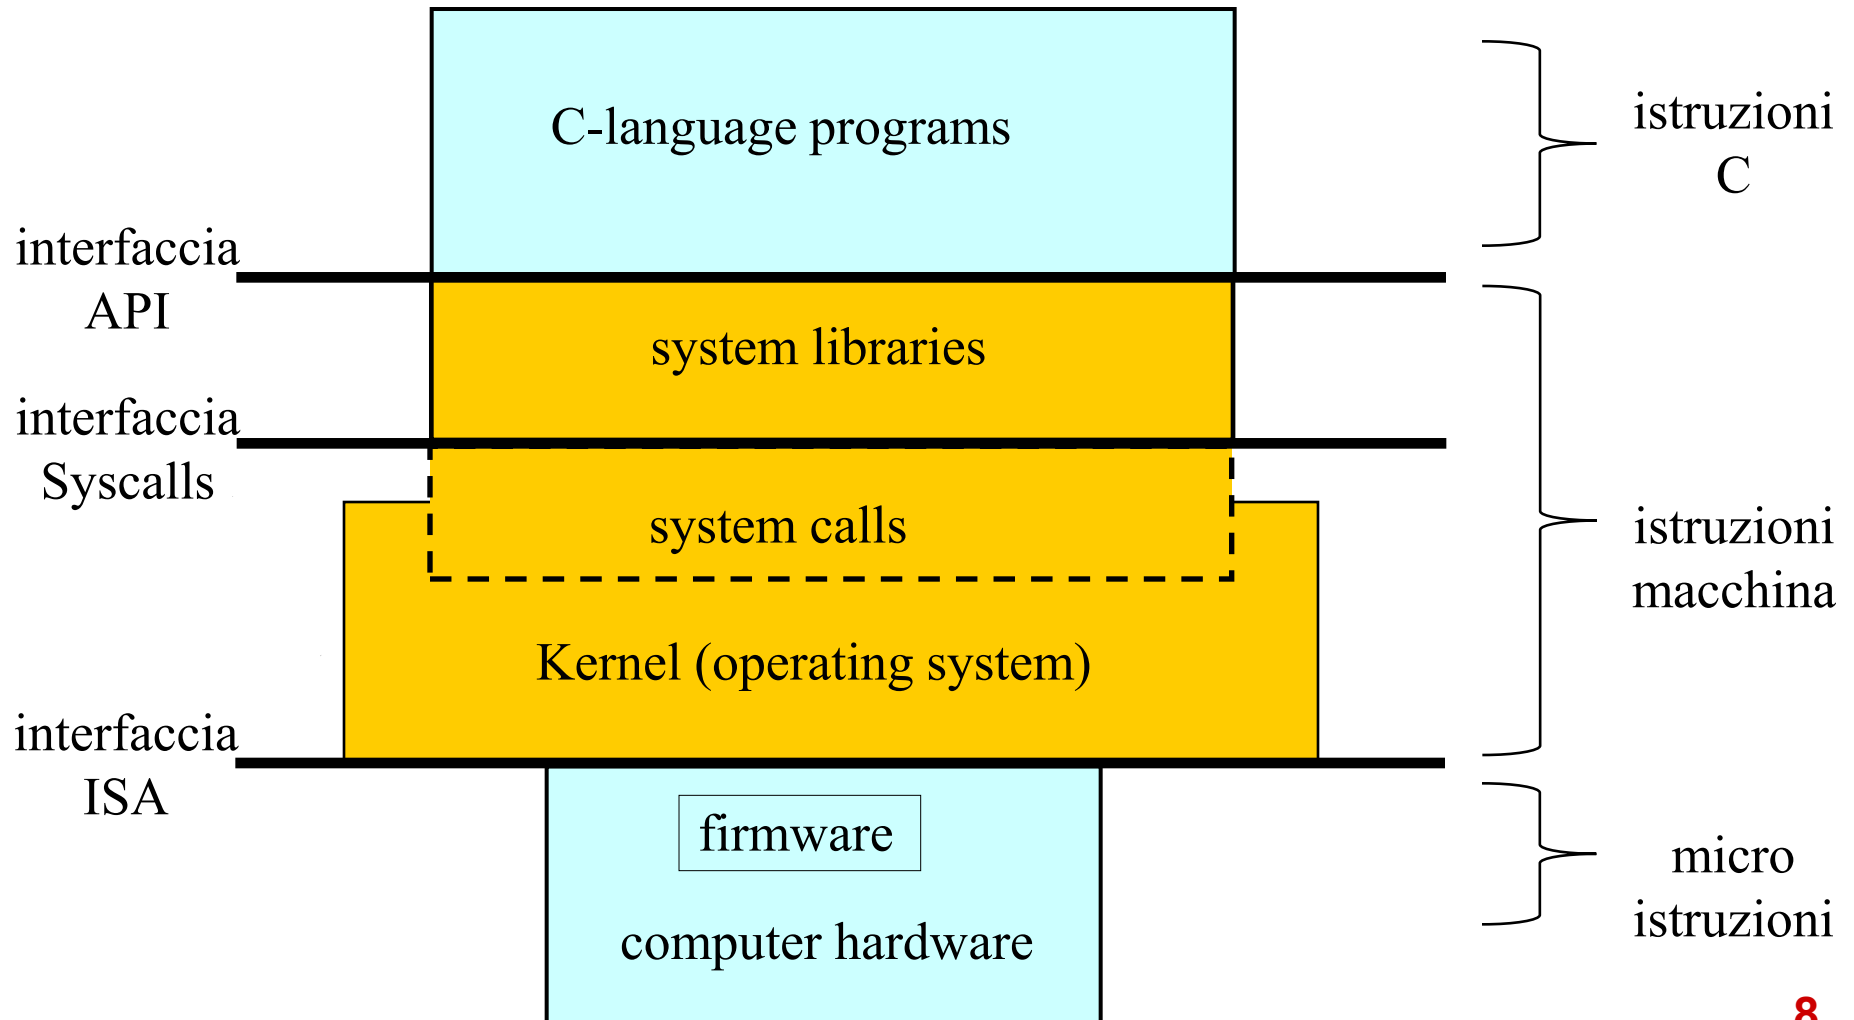 C-language programs
istruzioni
C
interfaccia
API
system libraries
interfaccia
Syscalls
system calls
istruzioni
macchina
Kernel (operating system)
interfaccia
ISA
firmware
micro
istruzioni
computer hardware
8